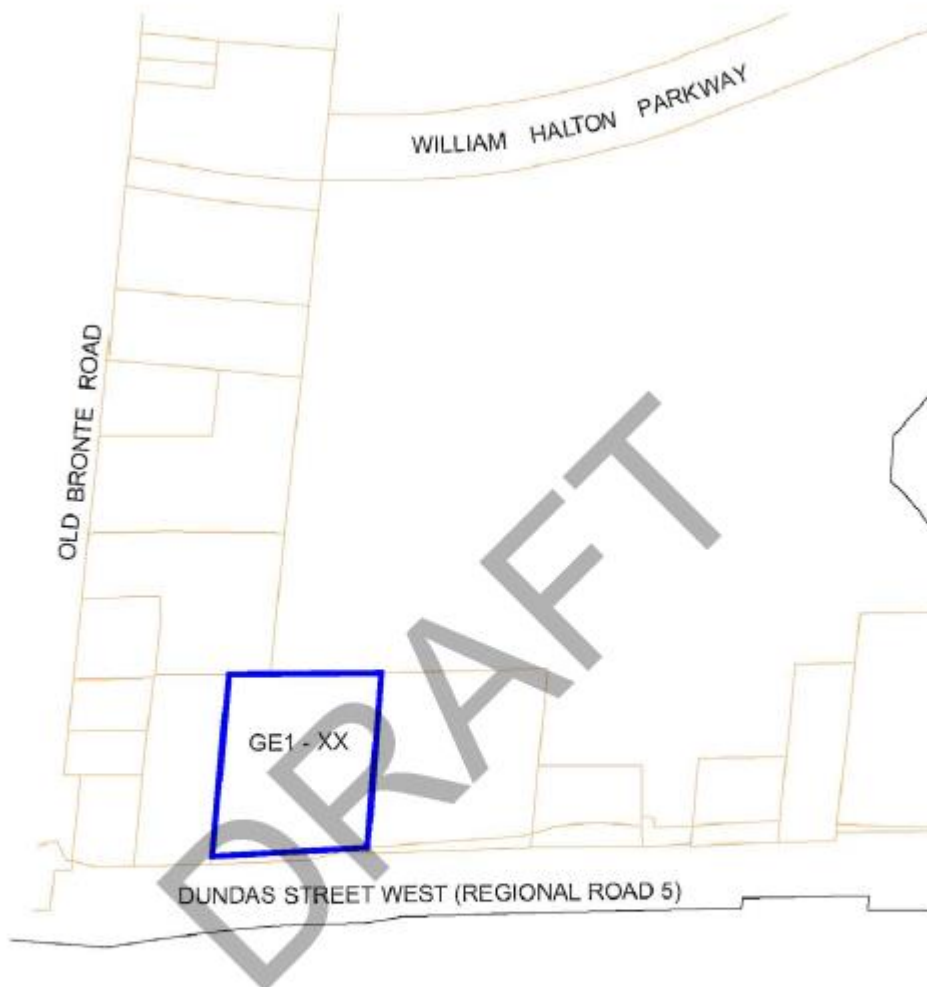 WILLIAM HALTON PARKWAY
OLD BRONTE ROAD
GE1 - XX
DRAFT
DUNDAS STREET WEST (REGIONAL ROAD 5)